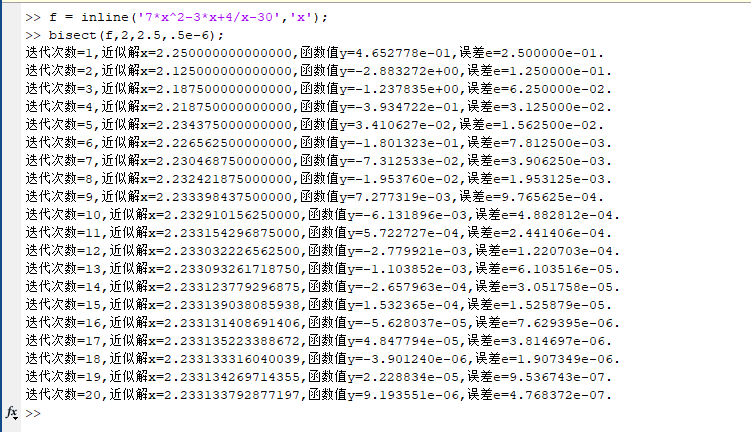 >> f = inline('7*x^2-3*x+4/x-30','x');
>> bisect(f,2,2.5,.5e-6);
迭代次数=1,近似解x=2.250000000000000,函数值y=4.652778e-01,误差e=2.500000e-01.
迭代次数=2,近似解x=2.125000000000000,函数值y=-2.883272e+00,误差e=1.250000e-01.
迭代次数=3,近似解x=2.187500000000000,函数值y=-1.237835e+00,误差e=6.250000e-02.
迭代次数=4,近似解x=2.218750000000000,函数值y=-3.934722e-01,误差e=3.125000e-02.
迭代次数=5,近似解x=2.234375000000000,函数值y=3.410627e-02,误差e=1.562500e-02.
迭代次数=6,近似解x=2.226562500000000,函数值y=-1.801323e-01,误差e=7.812500e-03.
迭代次数=7,近似解x=2.230468750000000,函数值y=-7.312533e-02,误差e=3.906250e-03.
迭代次数=8,近似解x=2.232421875000000,函数值y=-1.953760e-02,误差e=1.953125e-03.
迭代次数=9,近似解x=2.233398437500000,函数值y=7.277319e-03,误差e=9.765625e-04.
迭代次数=10,近似解x=2.232910156250000,函数值y=-6.131896e-03,误差e=4.882812e-04.
迭代次数=11,近似解x=2.233154296875000,函数值y=5.722727e-04,误差e=2.441406e-04.
迭代次数=12,近似解x=2.233032226562500,函数值y=-2.779921e-03,误差e=1.220703e-04.
迭代次数=13,近似解x=2.233093261718750,函数值y=-1.103852e-03,误差e=6.103516e-05.
迭代次数=14,近似解x=2.233123779296875,函数值y=-2.657963e-04,误差e=3.051758e-05.
迭代次数=15,近似解x=2.233139038085938,函数值y=1.532365e-04,误差e=1.525879e-05.
迭代次数=16,近似解x=2.233131408691406,函数值y=-5.628037e-05,误差e=7.629395e-06.
迭代次数=17,近似解x=2.233135223388672,函数值y=4.847794e-05,误差e=3.814697e-06.
迭代次数=18,近似解x=2.233133316040039,函数值y=-3.901240e-06,误差e=1.907349e-06.
迭代次数=19,近似解x=2.233134269714355,函数值y=2.228834e-05,误差e=9.536743e-07.
迭代次数=20,近似解x=2.233133792877197,函数值y=9.193551e-06,误差e=4.768372e-07.
fx >>